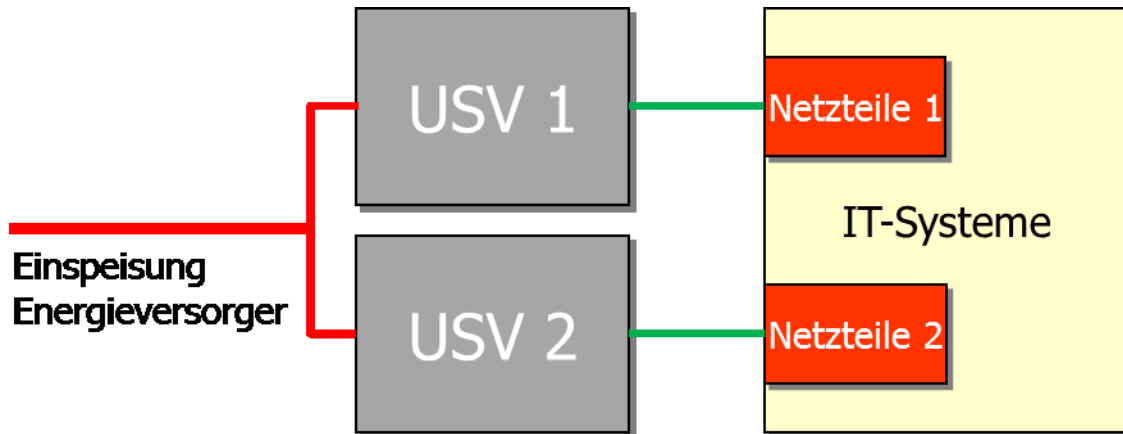 USV 1
Netzteile 1
IT-Systeme
Einspeisung
Energieversorger
USV 2
Netzteile 2